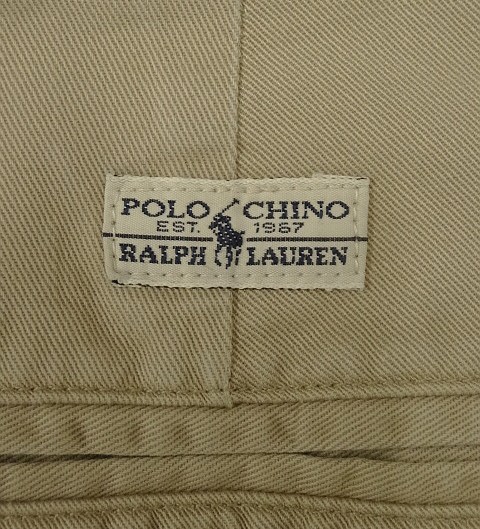 POLO CHINO
EST. 1967
RALPH LAUREN